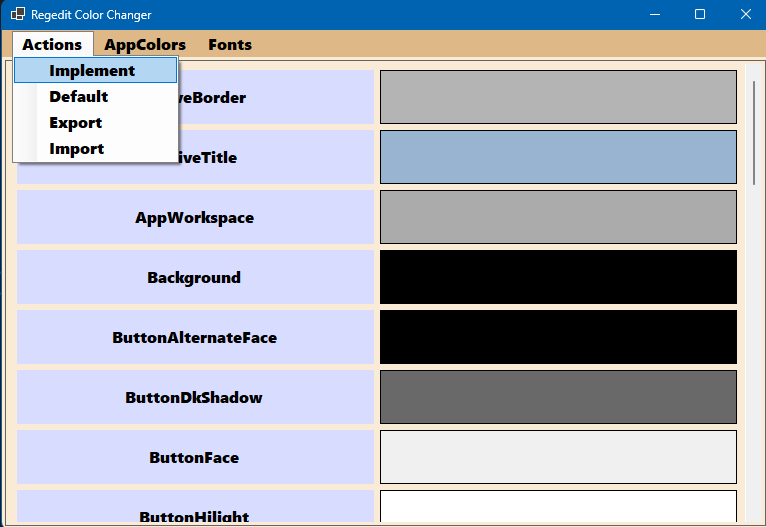 Regedit Color Changer
Actions AppColors Fonts
Implement
Default
Export
Import
veBorder
iveTitle
AppWorkspace
Background
ButtonAlternateFace
ButtonDkShadow
ButtonFace
ButtonHilight